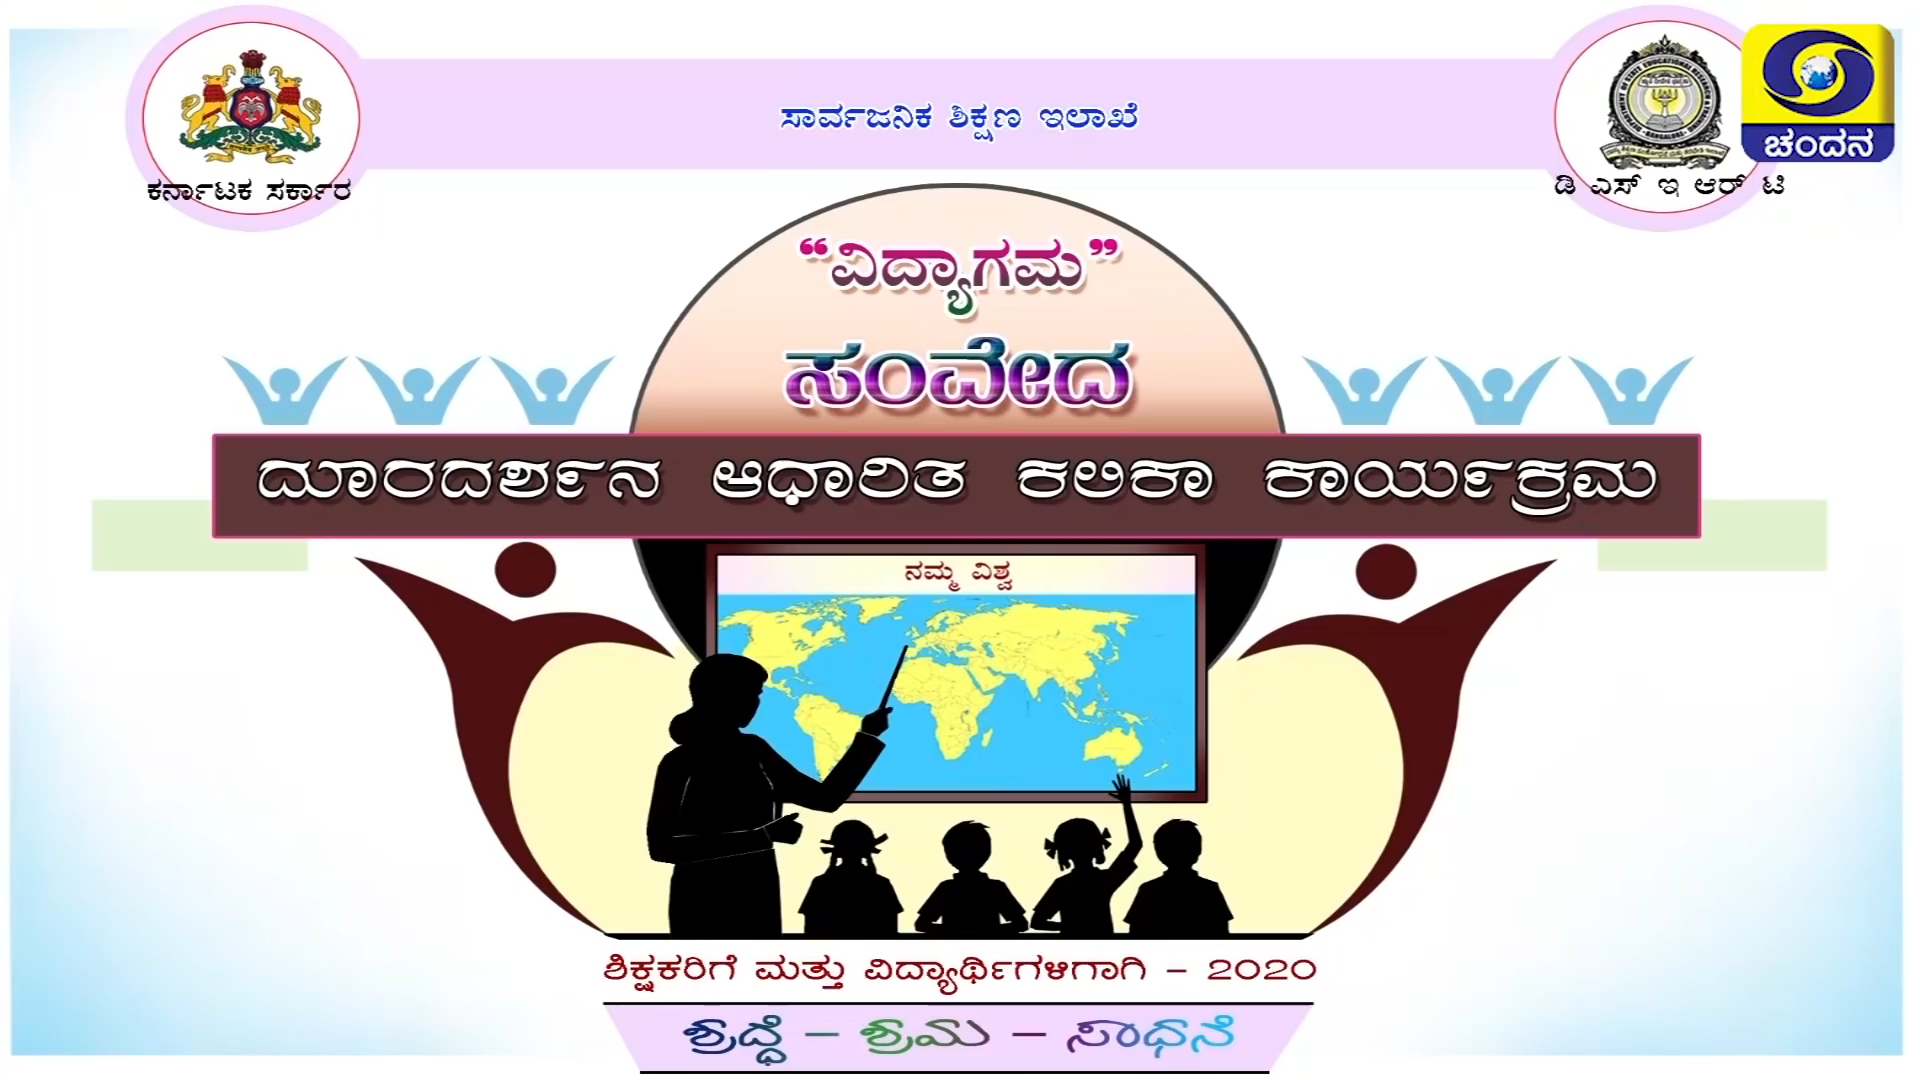 ಸಾರ್ವಜನಿಕ ಶಿಕ್ಷಣ ಇಲಾಖೆ
ಚಂದನ
ಕರ್ನಾಟಕ ಸರ್ಕಾರ
ಡಿ ಎಸ್ ಇ ಆರ್ ಟಿ
“ವಿದ್ಯಾಗಮ”
ಸಂವೇದ
ದೂರದರ್ಶನ ಆಧಾರಿತ ಕಲಿಕಾ ಕಾರ್ಯಕ್ರಮ
ನಮ್ಮ ವಿಶ್ವ
ಶಿಕ್ಷಕರಿಗೆ ಮತ್ತು ವಿದ್ಯಾರ್ಥಿಗಳಿಗಾಗಿ – 2020
ಶ್ರದ್ಧೆ – ಶ್ರಮ – ಸಾಧನೆ